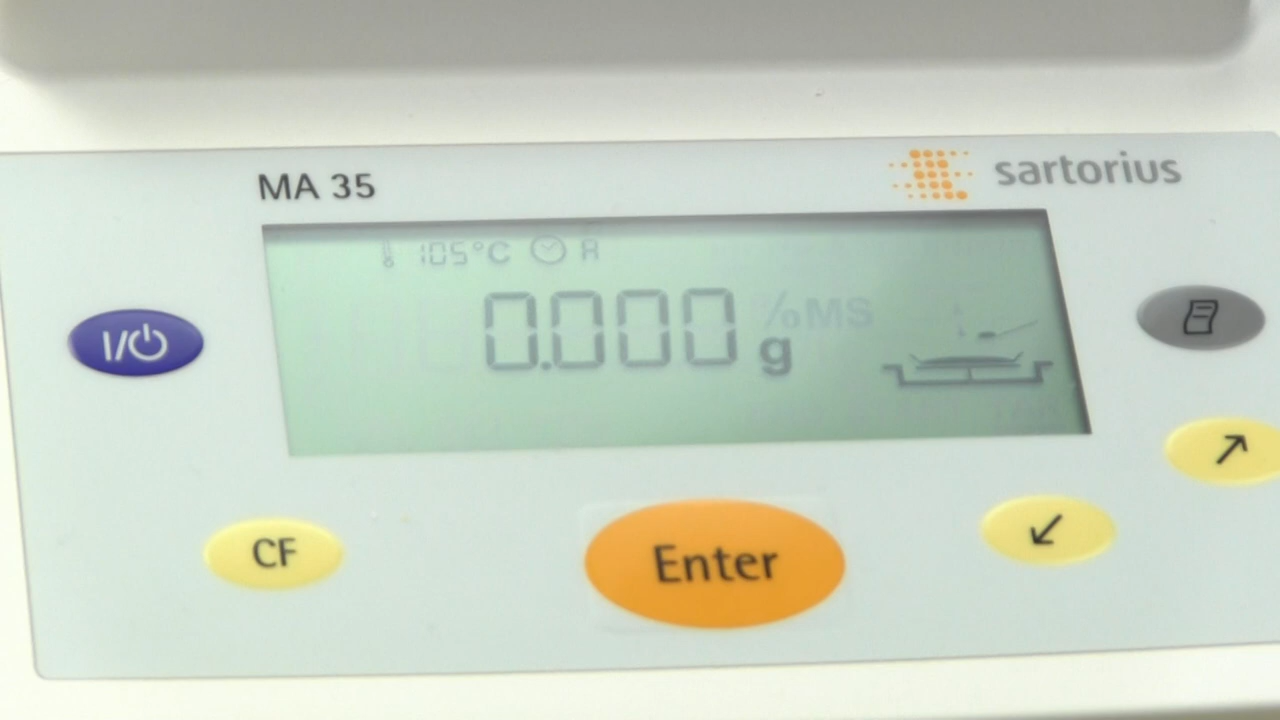 MA 35
sartorius
105°C A
0.000 g
%MS
I/⏻
CF
Enter